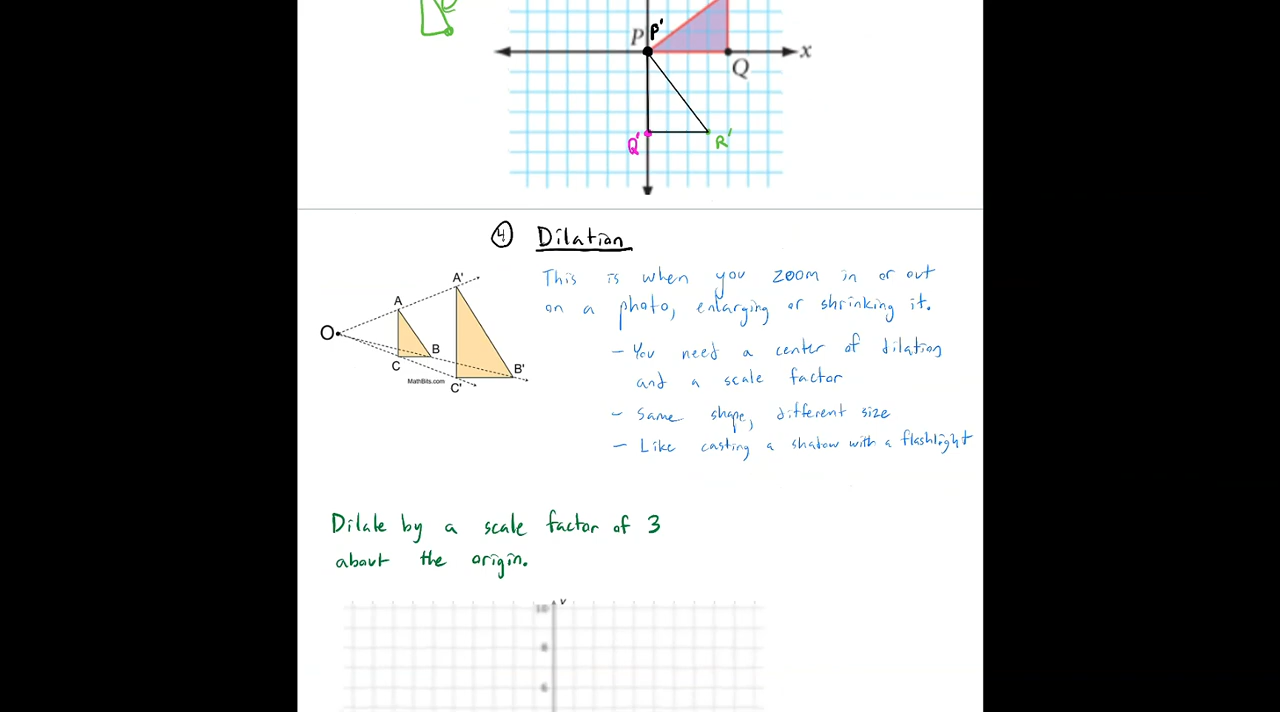 P P'
x
Q
Q'
R'
4 Dilation
This is when you zoom in or out
on a photo, enlarging or shrinking it.
- You need a center of dilation
and a scale factor
- Same shape, different size
- Like casting a shadow with a flashlight
A'
A
O
B
C
B'
MathBits.com
C'
Dilate by a scale factor of 3
about the origin.
10 y
8
6